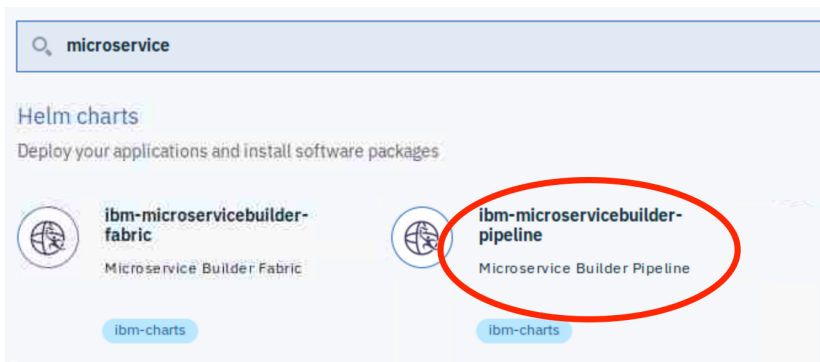 microservice
Helm charts
Deploy your applications and install software packages
ibm-microservicebuilder-
fabric
Microservice Builder Fabric
ibm-charts
ibm-microservicebuilder-
pipeline
Microservice Builder Pipeline
ibm-charts